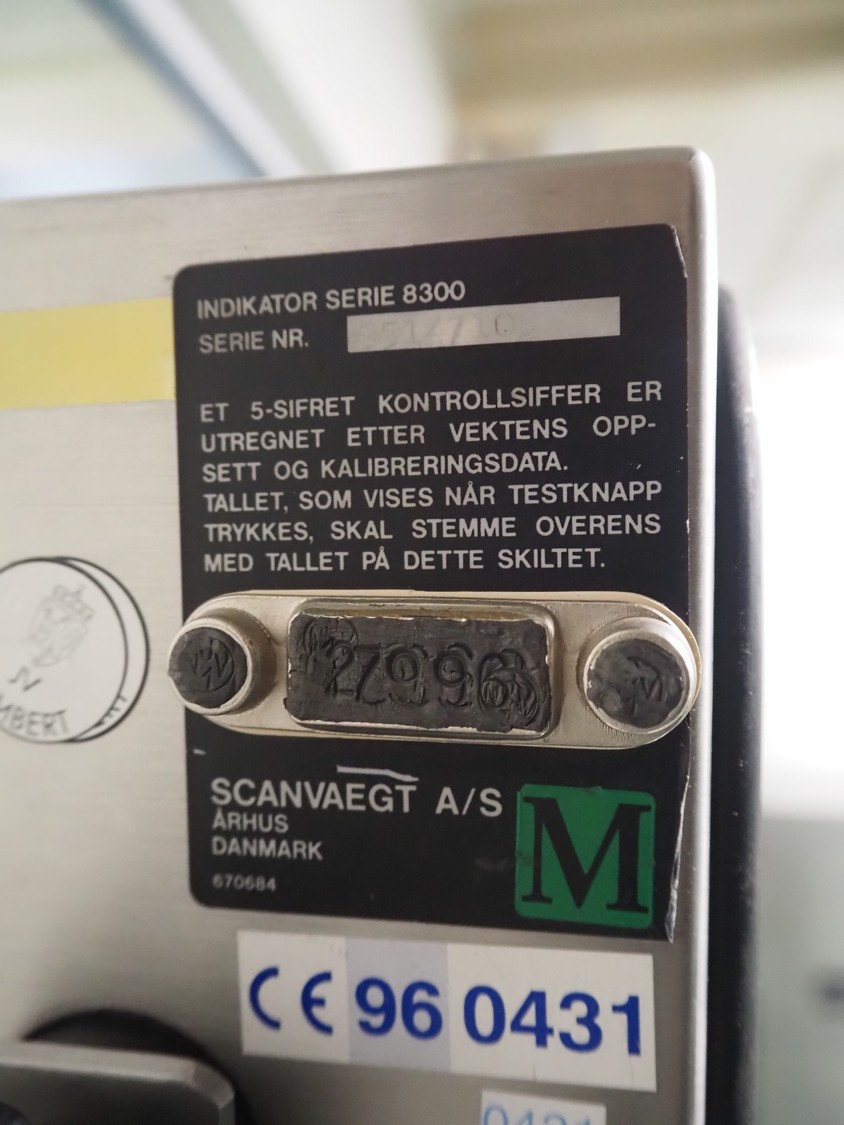 INDIKATOR SERIE 8300
SERIE NR.
ET 5-SIFRET KONTROLLSIFFER ER
UTREGNET ETTER VEKTENS OPP-
SETT OG KALIBRERINGSDATA.
TALLET, SOM VISES NÅR TESTKNAPP
TRYKKES, SKAL STEMME OVERENS
MED TALLET PÅ DETTE SKILTET.
27996
SCANVAEGT A/S
ÅRHUS
DANMARK
670684
M
CE 96 0431
0431